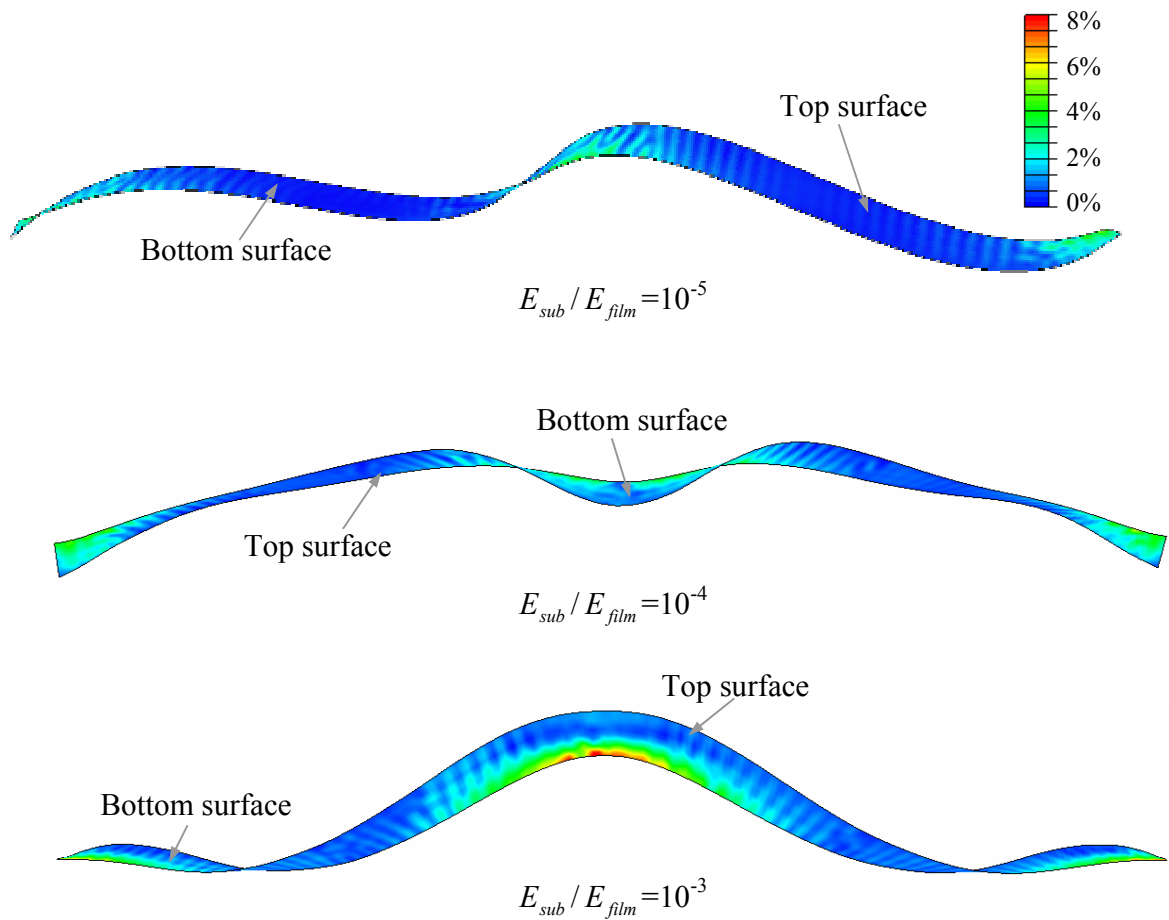 8%
6%
4%
2%
0%
Top surface
Bottom surface
E_sub / E_film =10^-5
Bottom surface
Top surface
E_sub / E_film =10^-4
Top surface
Bottom surface
E_sub / E_film =10^-3